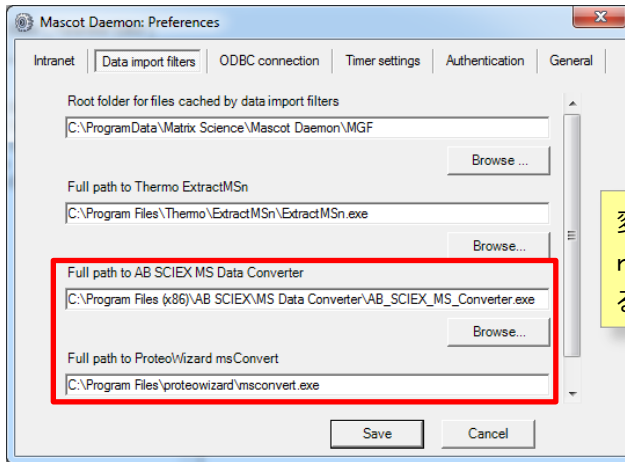 Mascot Daemon: Preferences
Intranet Data import filters ODBC connection Timer settings Authentication General
Root folder for files cached by data import filters
C:\ProgramData\Matrix Science\Mascot Daemon\MGF
Browse ...
Full path to Thermo ExtractMSn
C:\Program Files\Thermo\ExtractMSn\ExtractMSn.exe
Browse...
Full path to AB SCIEX MS Data Converter
C:\Program Files (x86)\AB SCIEX\MS Data Converter\AB_SCIEX_MS_Converter.exe
Browse...
Full path to ProteoWizard msConvert
C:\Program Files\proteowizard\msconvert.exe
Save Cancel